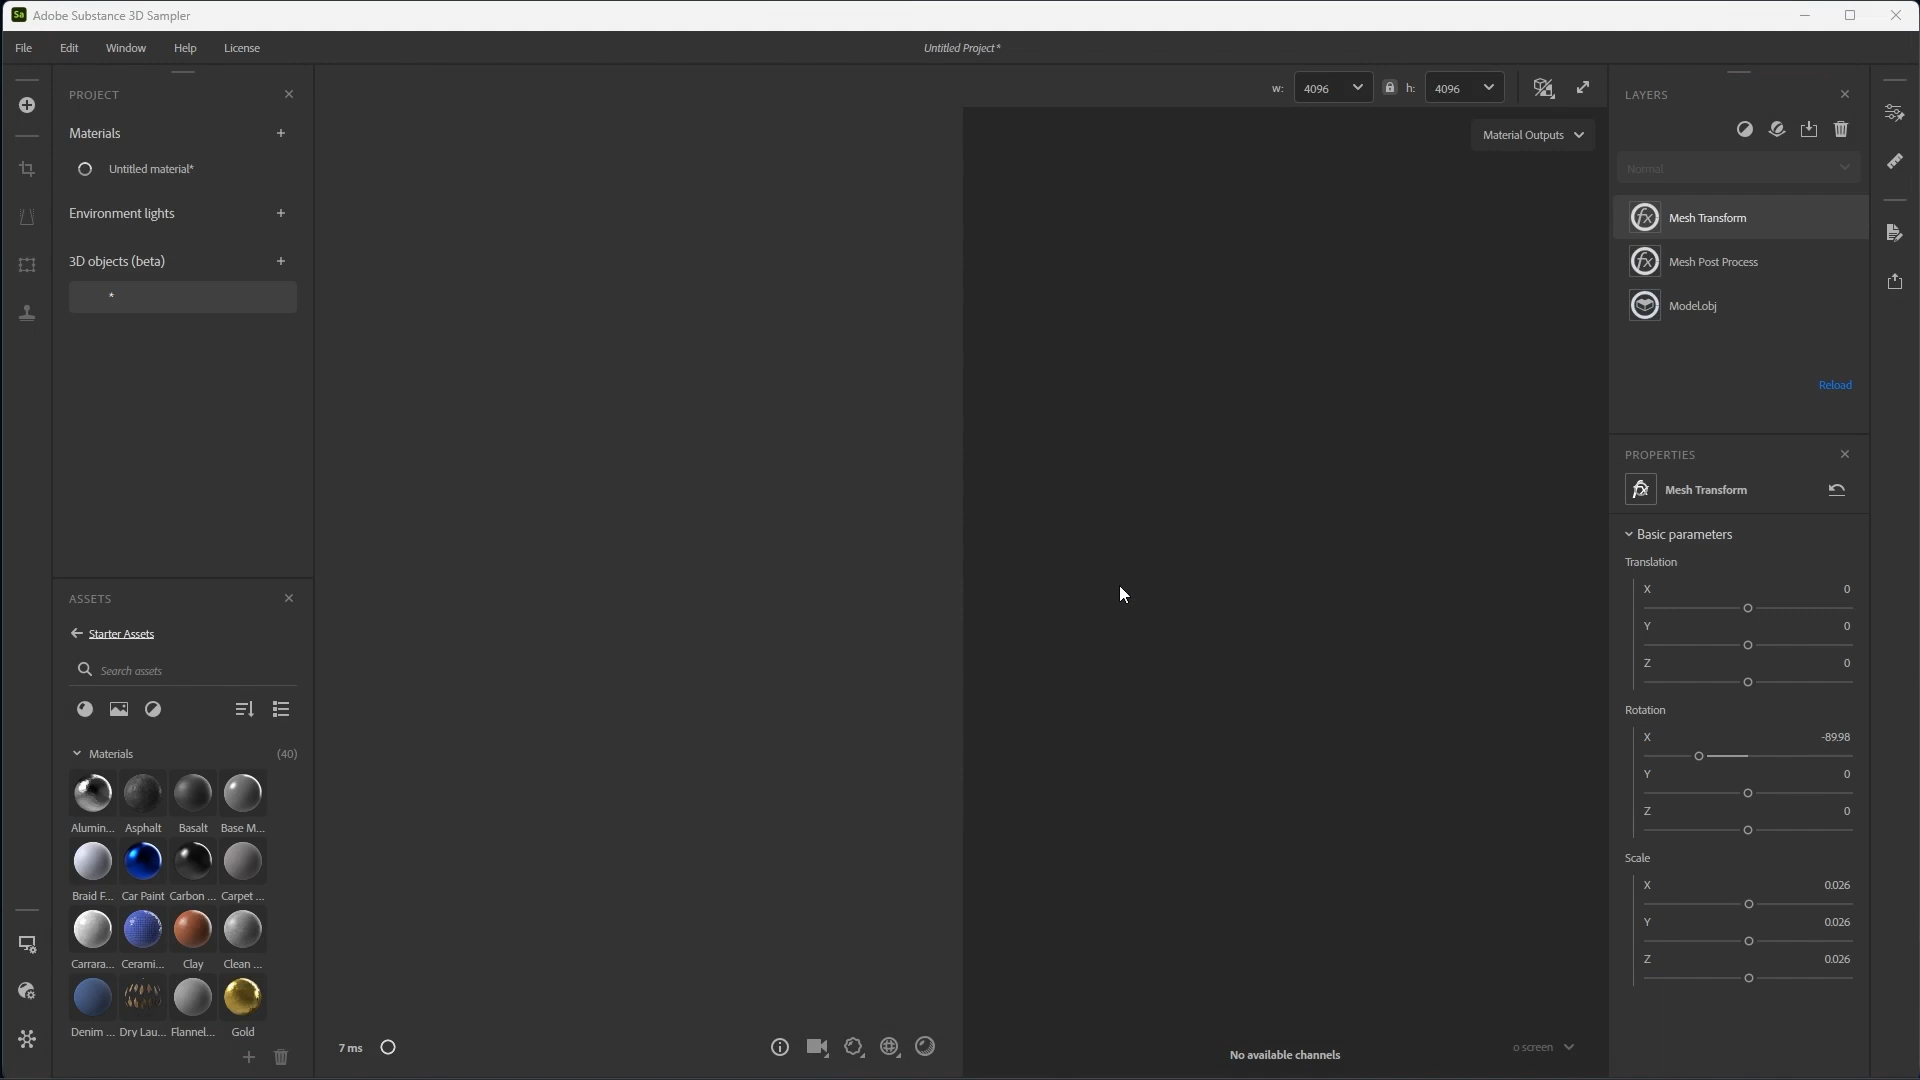 Sa Adobe Substance 3D Sampler
File Edit Window Help License
Untitled Project*
PROJECT
Materials
Untitled material*
Environment lights
3D objects (beta)
*
ASSETS
Starter Assets
Search assets
Materials (40)
Alumin... Asphalt Basalt Base M...
Braid F... Car Paint Carbon ... Carpet ...
Carrara... Cerami... Clay Clean ...
Denim ... Dry Lau... Flannel... Gold
7 ms
w: 4096 h: 4096
Material Outputs
No available channels
o screen
LAYERS
Normal
fx Mesh Transform
fx Mesh Post Process
Model.obj
Reload
PROPERTIES
Mesh Transform
Basic parameters
Translation
X 0
Y 0
Z 0
Rotation
X -89.98
Y 0
Z 0
Scale
X 0.026
Y 0.026
Z 0.026